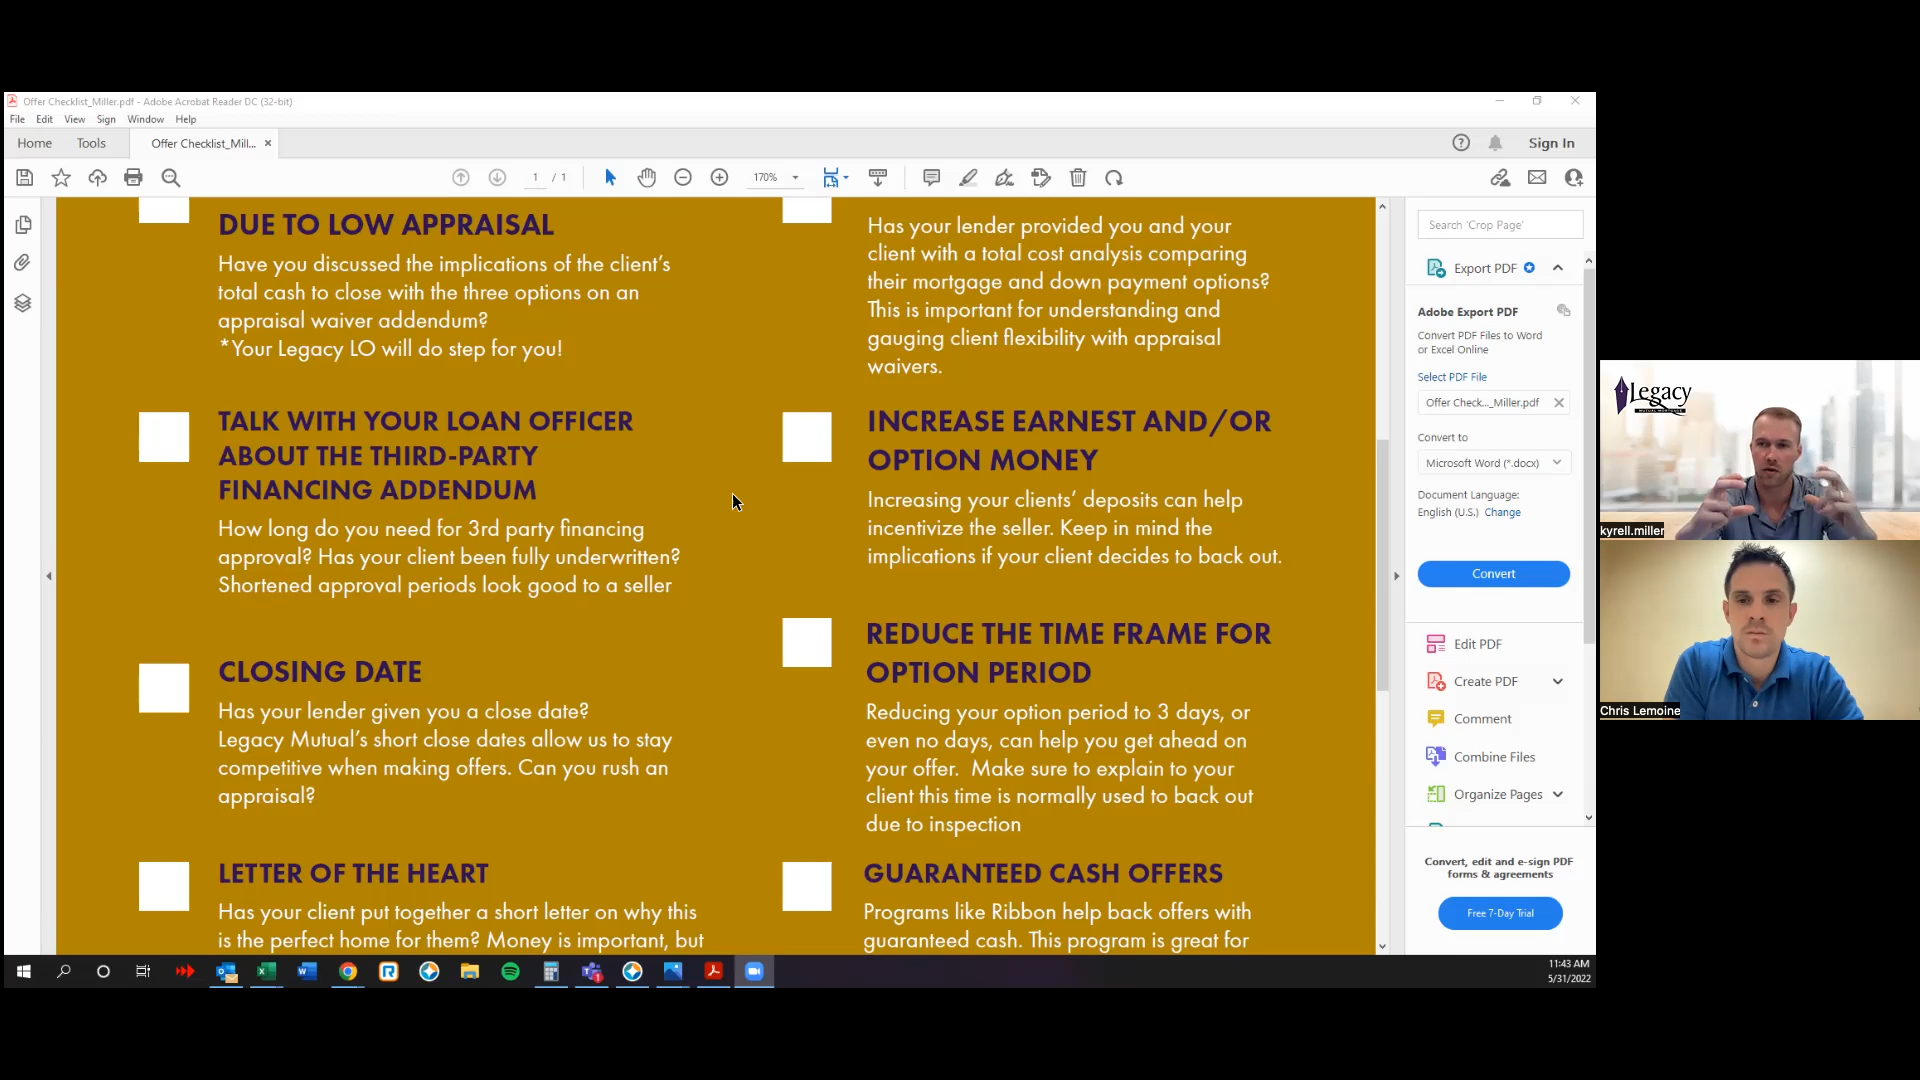 Offer Checklist_Miller.pdf - Adobe Acrobat Reader DC (32-bit)
File Edit View Sign Window Help
Home Tools Offer Checklist_Mill... × Sign In
1 / 1 170%
DUE TO LOW APPRAISAL
Have you discussed the implications of the client's
total cash to close with the three options on an
appraisal waiver addendum?
*Your Legacy LO will do step for you!
TALK WITH YOUR LOAN OFFICER
ABOUT THE THIRD-PARTY
FINANCING ADDENDUM
How long do you need for 3rd party financing
approval? Has your client been fully underwritten?
Shortened approval periods look good to a seller
CLOSING DATE
Has your lender given you a close date?
Legacy Mutual's short close dates allow us to stay
competitive when making offers. Can you rush an
appraisal?
LETTER OF THE HEART
Has your client put together a short letter on why this
is the perfect home for them? Money is important, but
Has your lender provided you and your
client with a total cost analysis comparing
their mortgage and down payment options?
This is important for understanding and
gauging client flexibility with appraisal
waivers.
INCREASE EARNEST AND/OR
OPTION MONEY
Increasing your clients' deposits can help
incentivize the seller. Keep in mind the
implications if your client decides to back out.
REDUCE THE TIME FRAME FOR
OPTION PERIOD
Reducing your option period to 3 days, or
even no days, can help you get ahead on
your offer. Make sure to explain to your
client this time is normally used to back out
due to inspection
GUARANTEED CASH OFFERS
Programs like Ribbon help back offers with
guaranteed cash. This program is great for
Search 'Crop Page'
Export PDF
Adobe Export PDF
Convert PDF Files to Word
or Excel Online
Select PDF File
Offer Check..._Miller.pdf
Convert to
Microsoft Word (*.docx)
Document Language:
English (U.S.) Change
Convert
Edit PDF
Create PDF
Comment
Combine Files
Organize Pages
Convert, edit and e-sign PDF
forms & agreements
Free 7-Day Trial
11:43 AM
5/31/2022
Legacy
kyrell.miller
Chris Lemoine